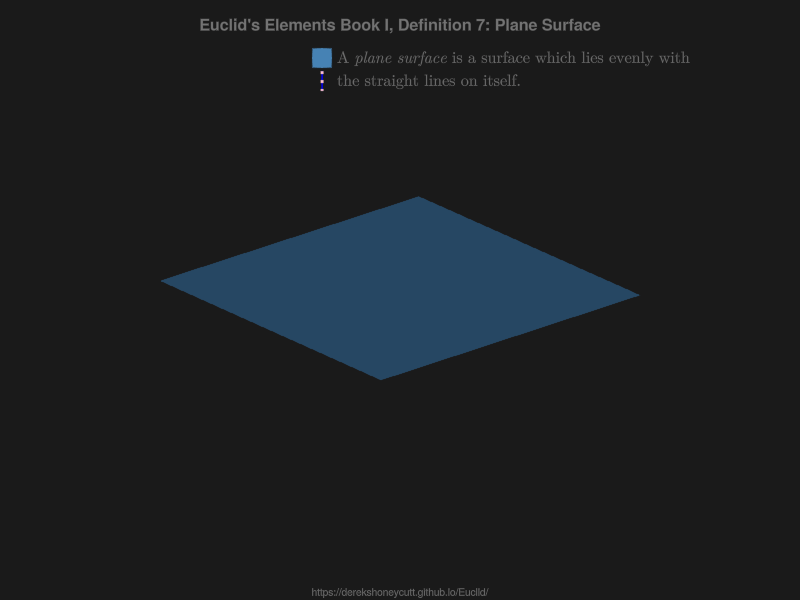 Euclid's Elements Book I, Definition 7: Plane Surface
A plane surface is a surface which lies evenly with
the straight lines on itself.
https://derekshoneycutt.github.io/Euclid/